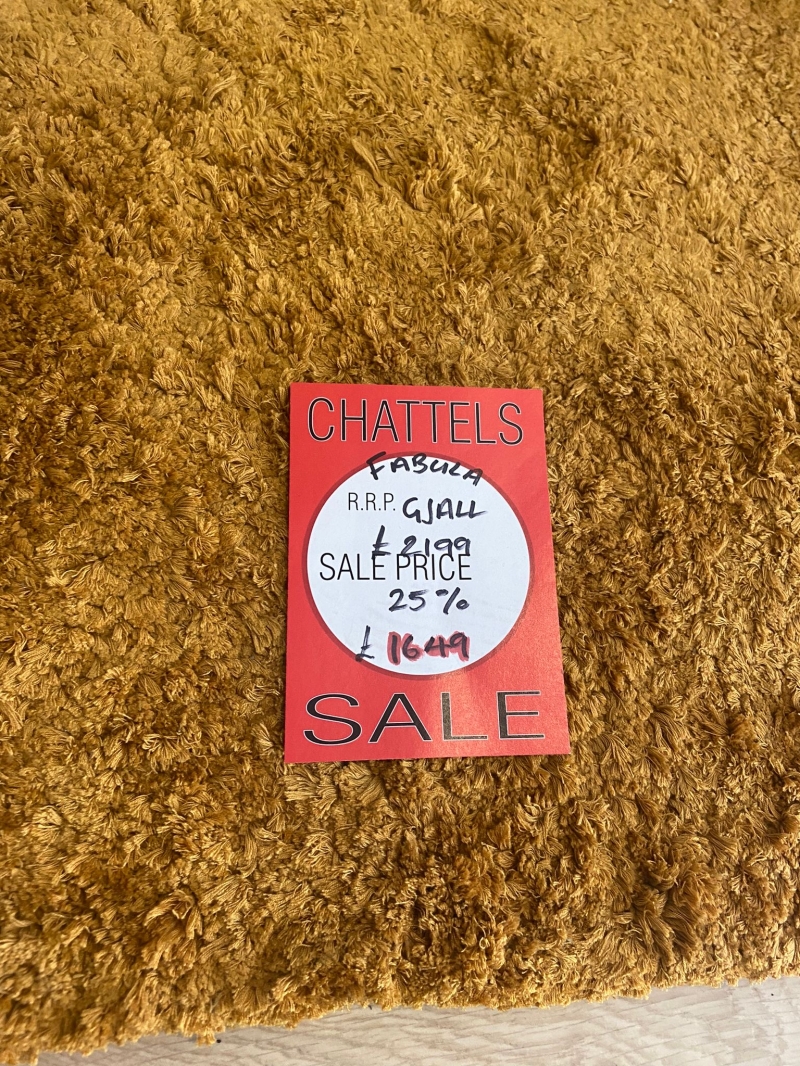 CHATTELS
FABULA
R.R.P. GJALL
£2199
SALE PRICE
25%
£1649
SALE